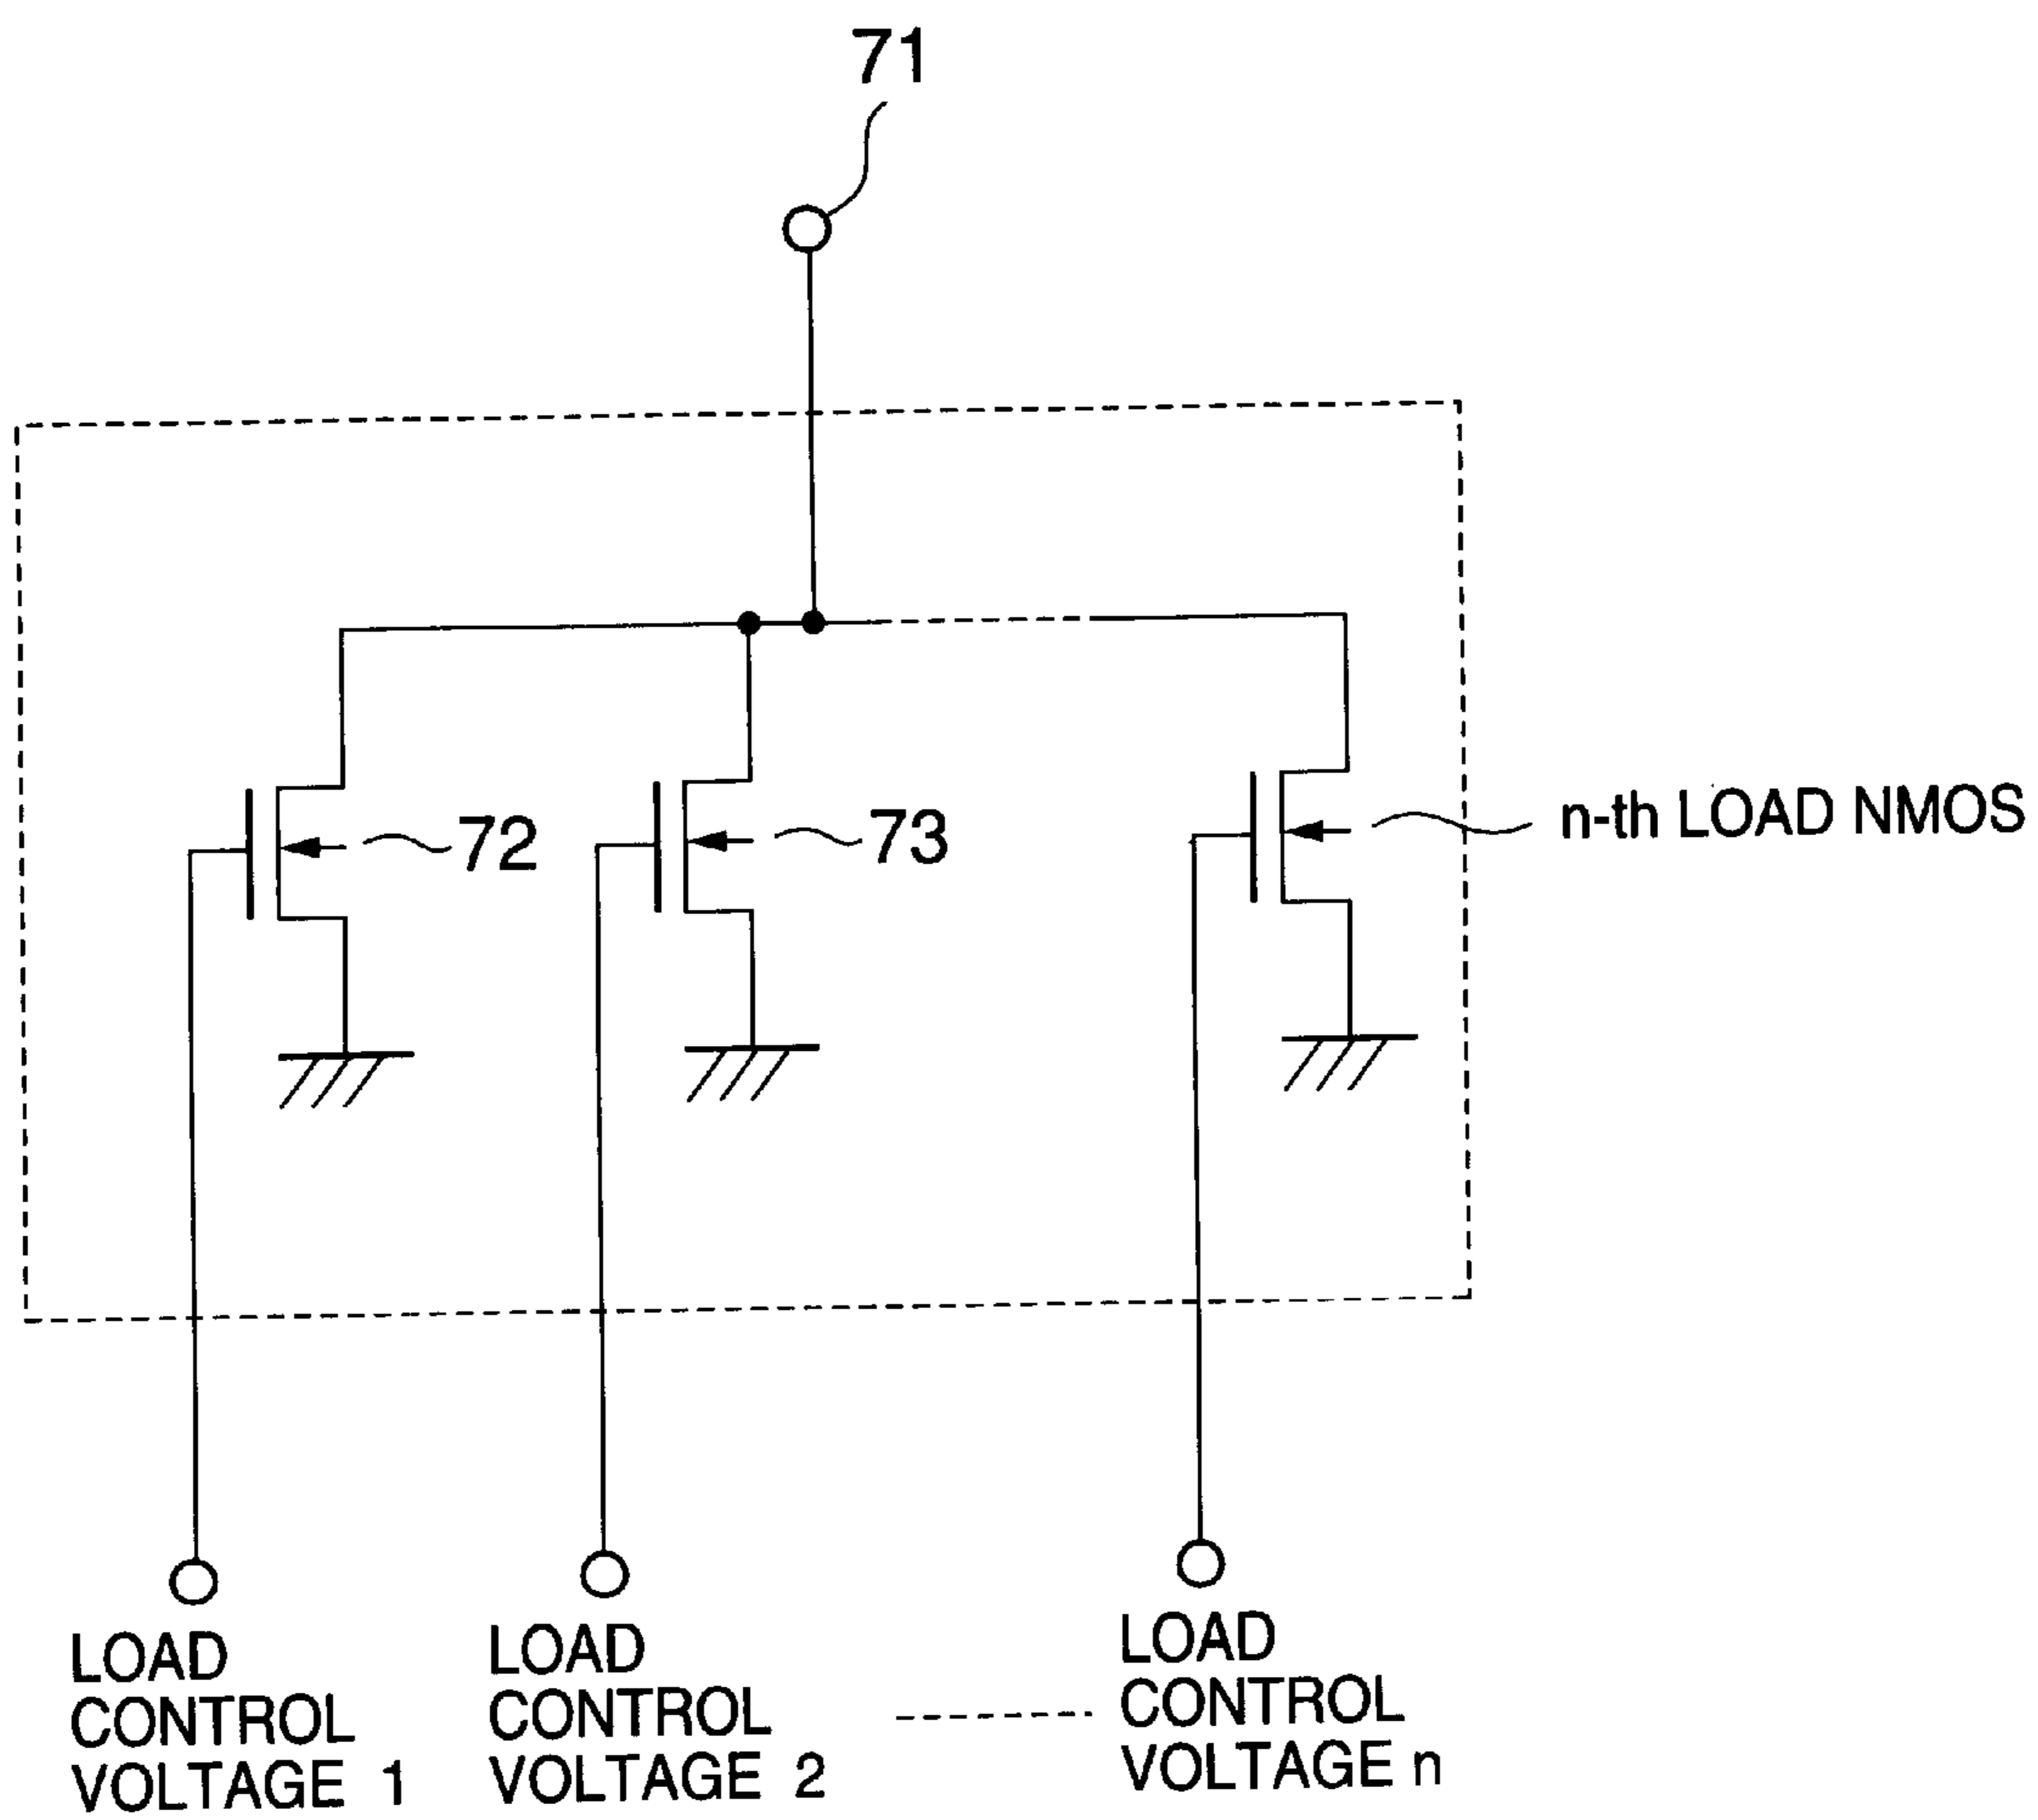 71
72
73
n-th LOAD NMOS
LOAD
CONTROL
VOLTAGE 1
LOAD
CONTROL
VOLTAGE 2
LOAD
CONTROL
VOLTAGE n